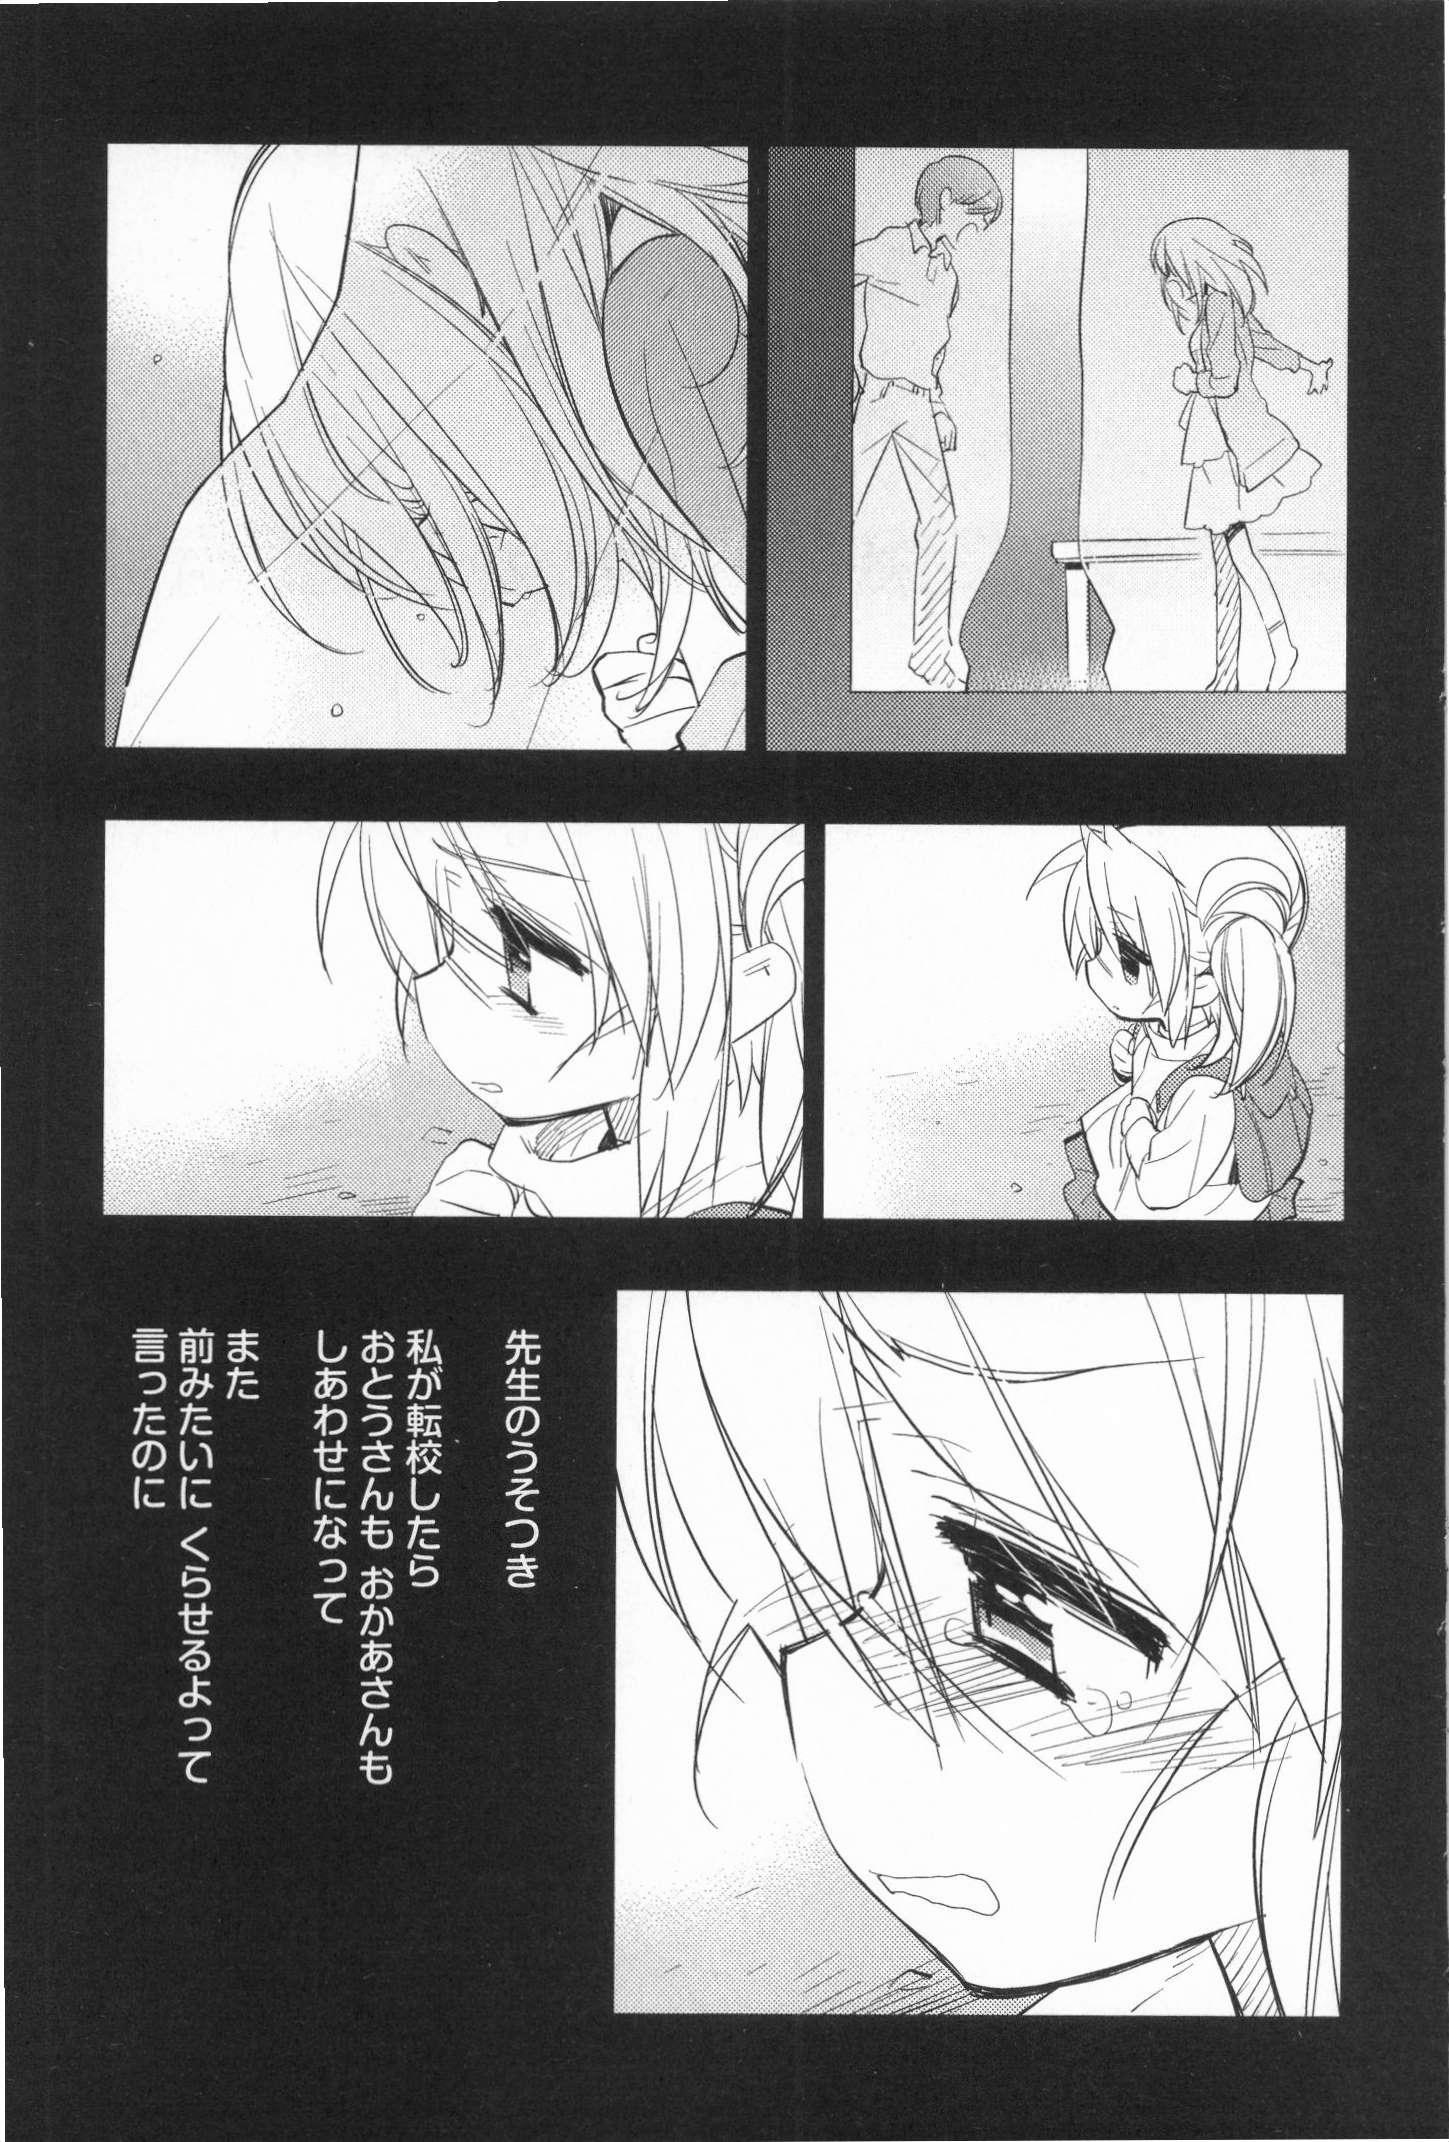 先生のうそつき
私が転校したら
おとうさんも おかあさんも
しあわせになって
また
前みたいに くらせるよって
言ったのに